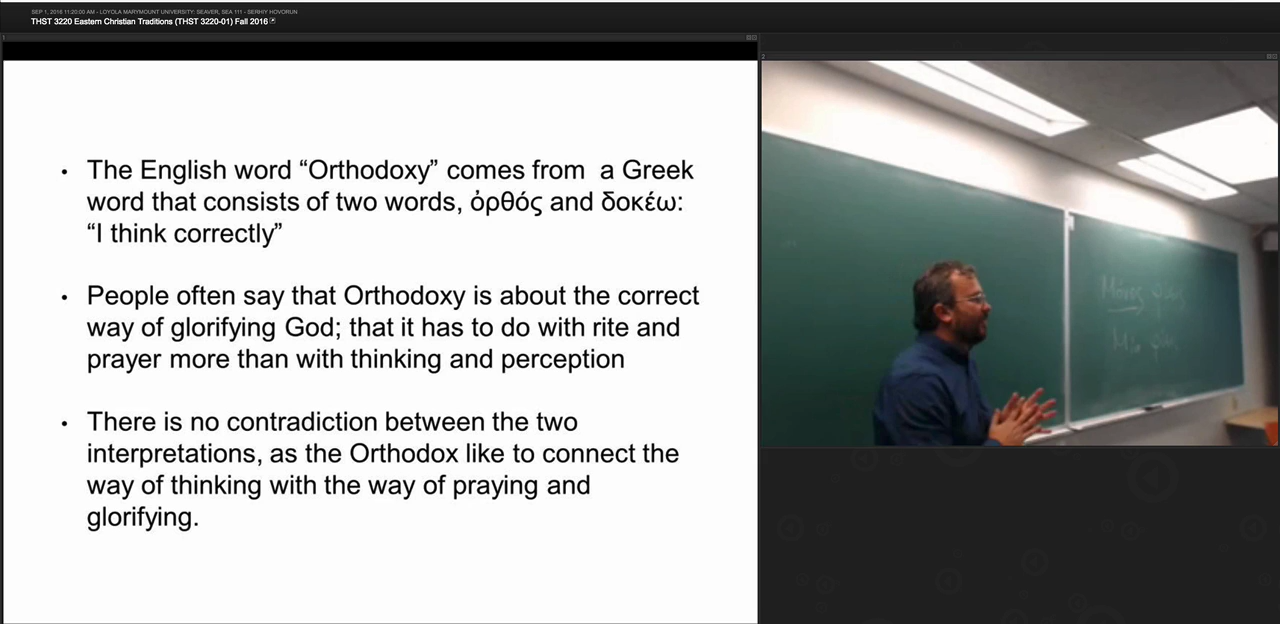 SEP 1, 2016 11:20:00 AM - LOYOLA MARYMOUNT UNIVERSITY: SEAVER, SEA 111 - SERHIY HOVORUN
THST 3220 Eastern Christian Traditions (THST 3220-01) Fall 2016
1
2
• The English word “Orthodoxy” comes from a Greek
word that consists of two words, ὀρθός and δοκέω:
“I think correctly”
• People often say that Orthodoxy is about the correct
way of glorifying God; that it has to do with rite and
prayer more than with thinking and perception
• There is no contradiction between the two
interpretations, as the Orthodox like to connect the
way of thinking with the way of praying and
glorifying.
Μόνος